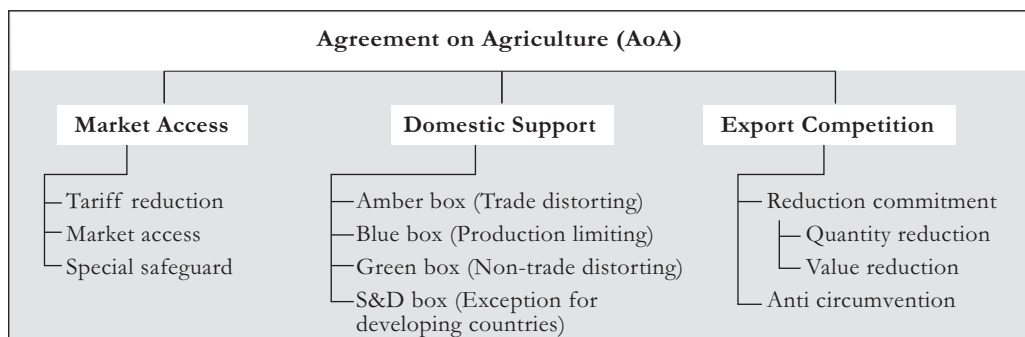 Agreement on Agriculture (AoA)
Market Access
Tariff reduction
Market access
Special safeguard
Domestic Support
Amber box (Trade distorting)
Blue box (Production limiting)
Green box (Non-trade distorting)
S&D box (Exception for
developing countries)
Export Competition
Reduction commitment
Quantity reduction
Value reduction
Anti circumvention